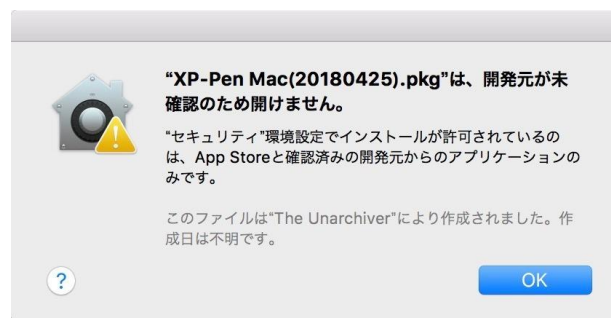 “XP-Pen Mac(20180425).pkg”は、開発元が未
確認のため開けません。
“セキュリティ”環境設定でインストールが許可されているの
は、App Storeと確認済みの開発元からのアプリケーションの
みです。
このファイルは“The Unarchiver”により作成されました。作
成日は不明です。
?
OK